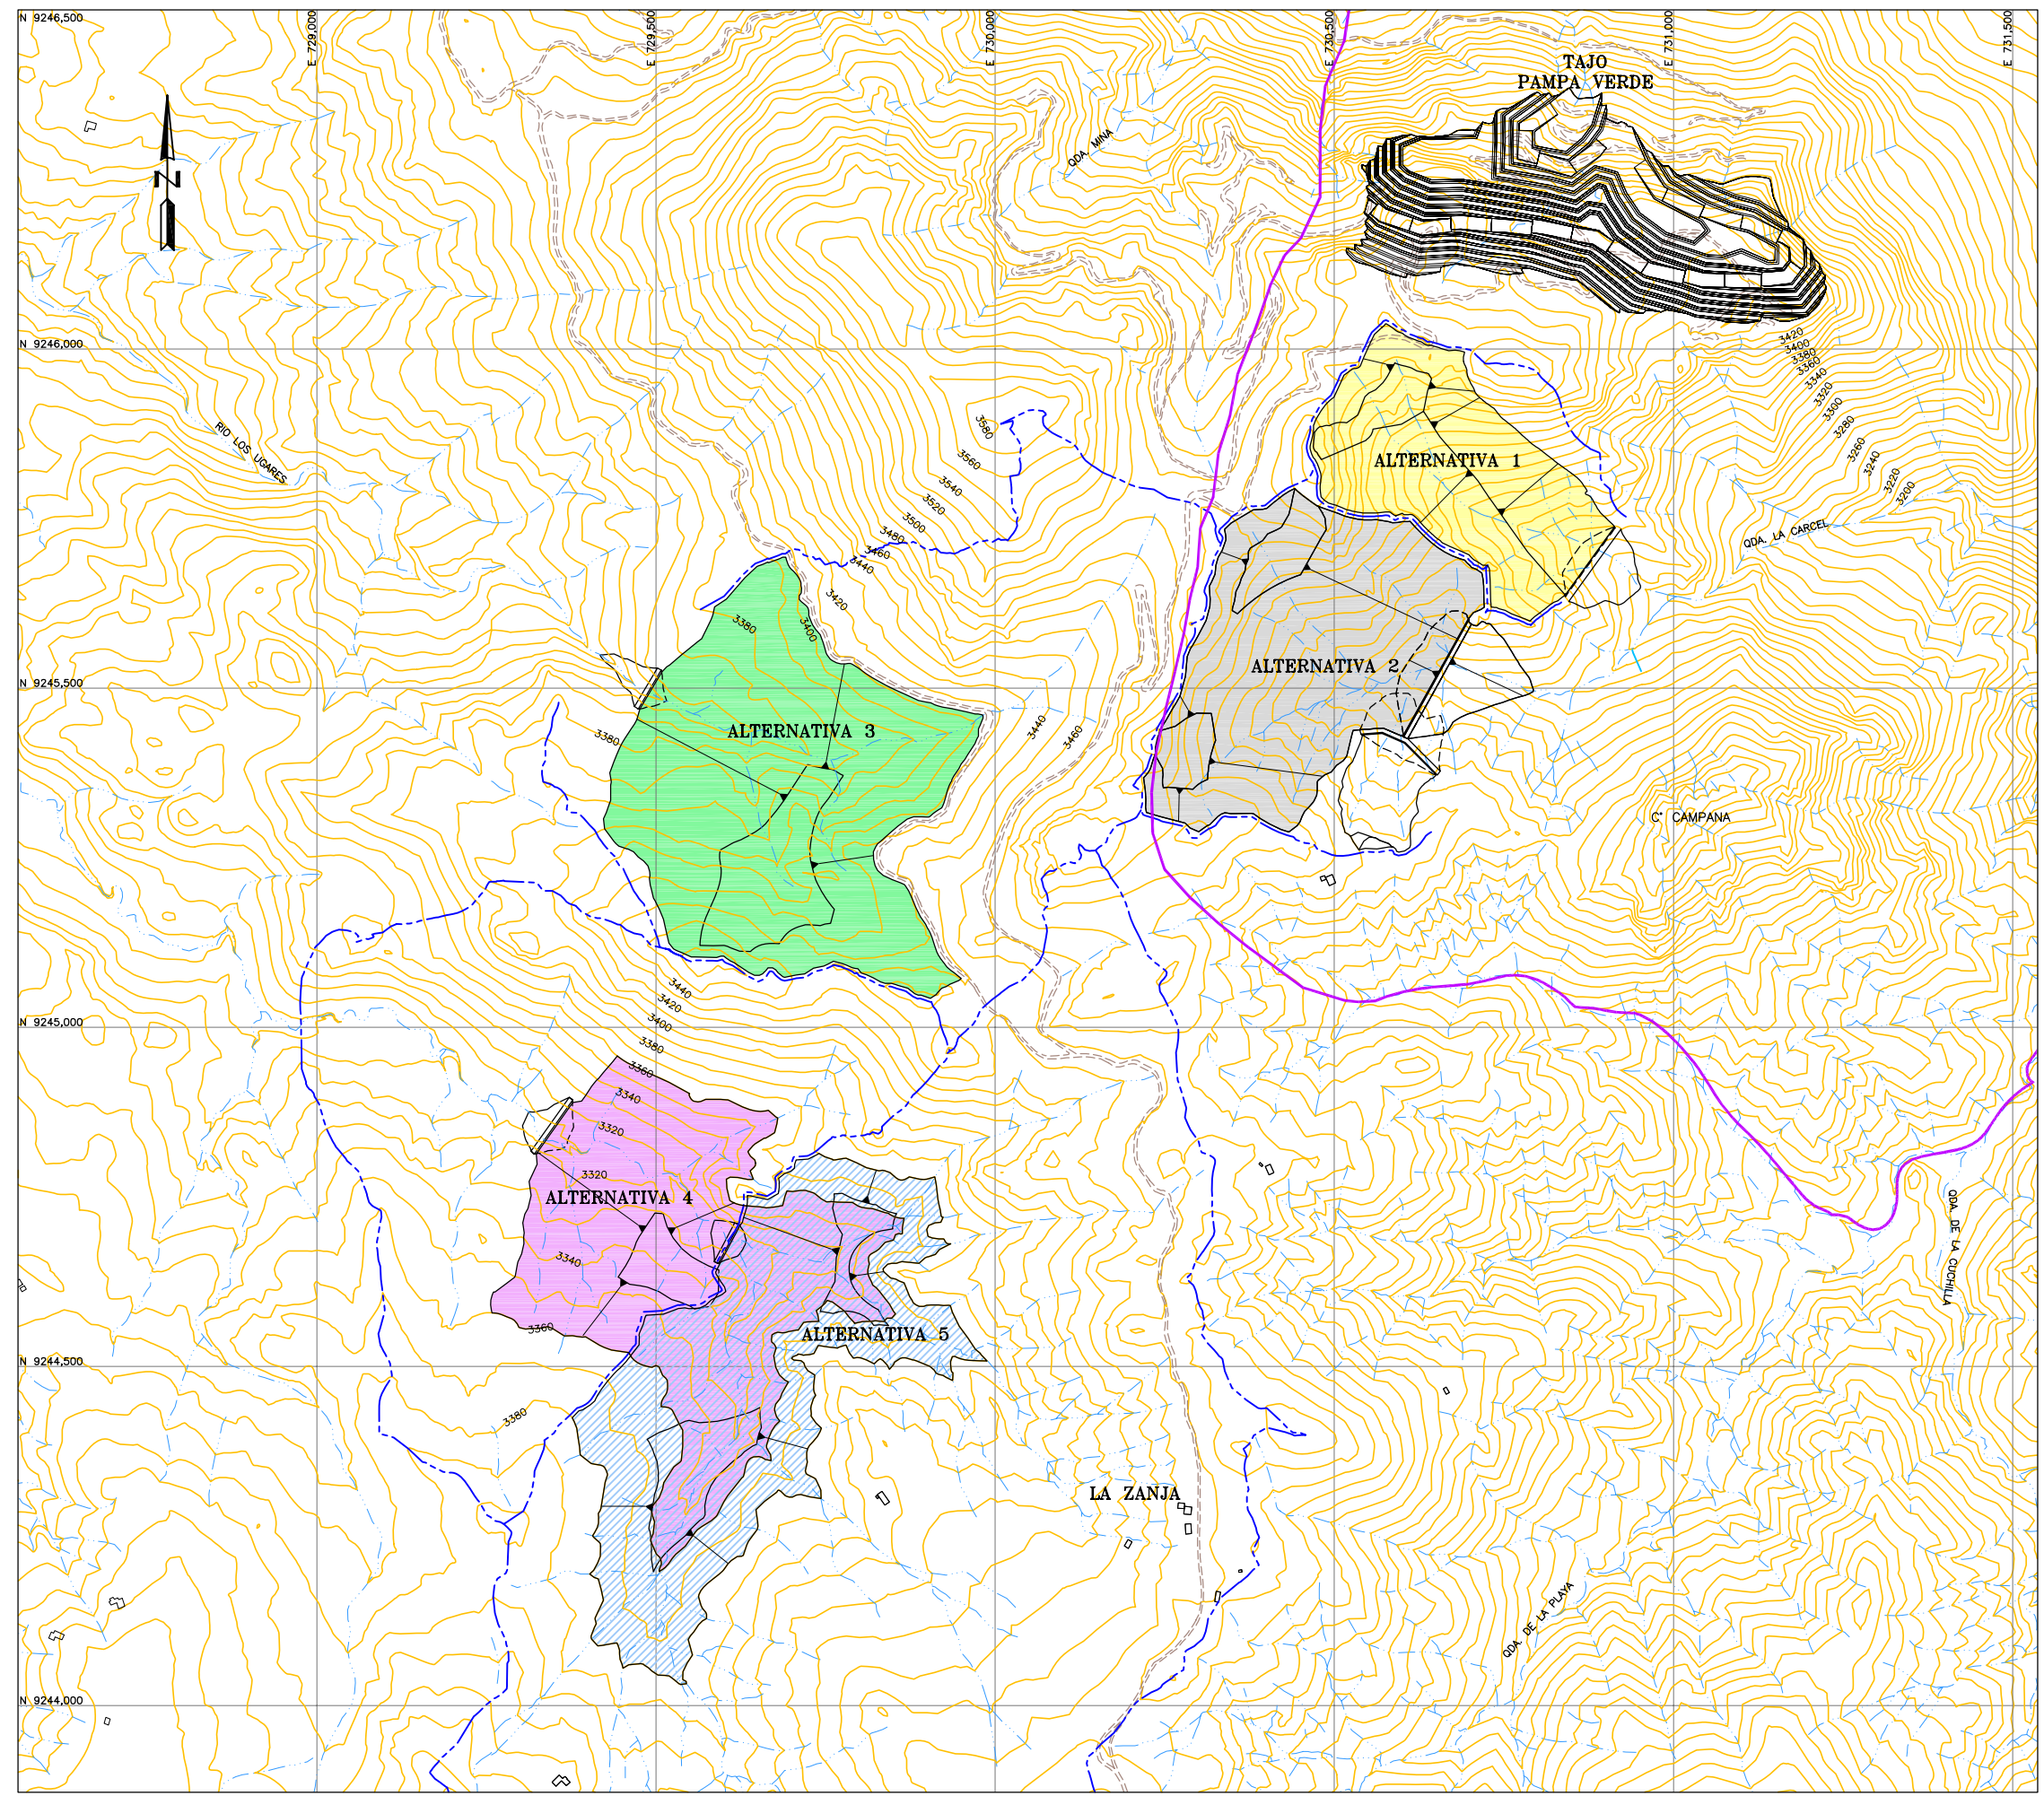 N 9246,500
E 729,000
E 729,500
E 730,000
E 730,500
E 731,000
E 731,500
TAJO
PAMPA VERDE
N
QDA. MINA
N 9246,000
3420
3400
3380
3360
3340
3320
3300
3280
3260
3240
3220
3200
RIO LOS UGARES
3580
3560
3540
3520
3500
3480
3460
3440
3420
3400
3380
ALTERNATIVA 1
QDA. LA CARCEL
ALTERNATIVA 2
N 9245,500
ALTERNATIVA 3
3380
3440
3460
C° CAMPANA
3440
3420
3400
3380
3360
3340
3320
3320
N 9245,000
ALTERNATIVA 4
3340
3360
ALTERNATIVA 5
QDA. DE LA CUCHILLA
N 9244,500
3380
LA ZANJA
QDA. DE LA PLAYA
N 9244,000